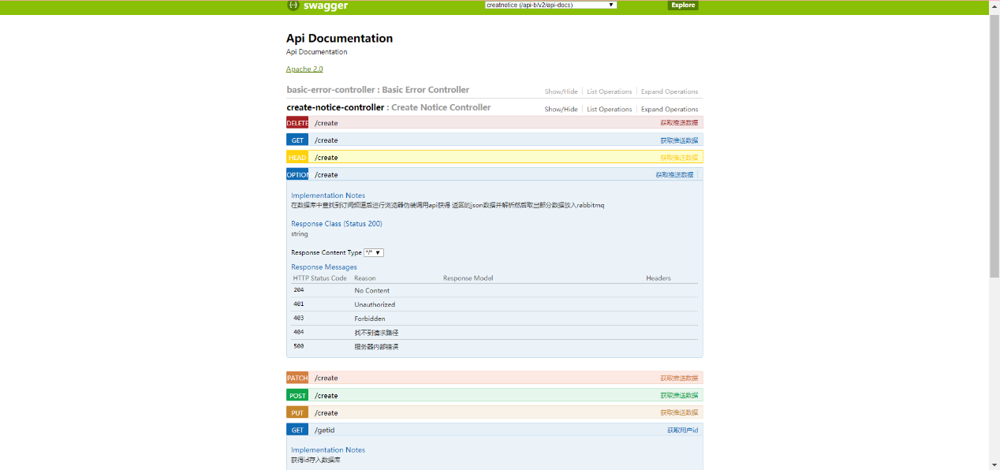 swagger
creatnotice (/api-b/v2/api-docs)
Explore
Api Documentation
Api Documentation
Apache 2.0
basic-error-controller : Basic Error Controller Show/Hide List Operations Expand Operations
create-notice-controller : Create Notice Controller Show/Hide List Operations Expand Operations
DELETE /create 获取推送数据
GET /create 获取推送数据
HEAD /create 获取推送数据
OPTION /create 获取推送数据
Implementation Notes
在数据库中查找到订阅频道后进行浏览器伪装调用api获得 返回的json数据并解析然后取出部分数据放入rabbitmq
Response Class (Status 200)
string
Response Content Type */*
Response Messages
HTTP Status Code Reason Response Model Headers
204 No Content
401 Unauthorized
403 Forbidden
404 找不到请求路径
500 服务器内部错误
PATCH /create 获取推送数据
POST /create 获取推送数据
PUT /create 获取推送数据
GET /getid 获取用户id
Implementation Notes
获得id存入数据库